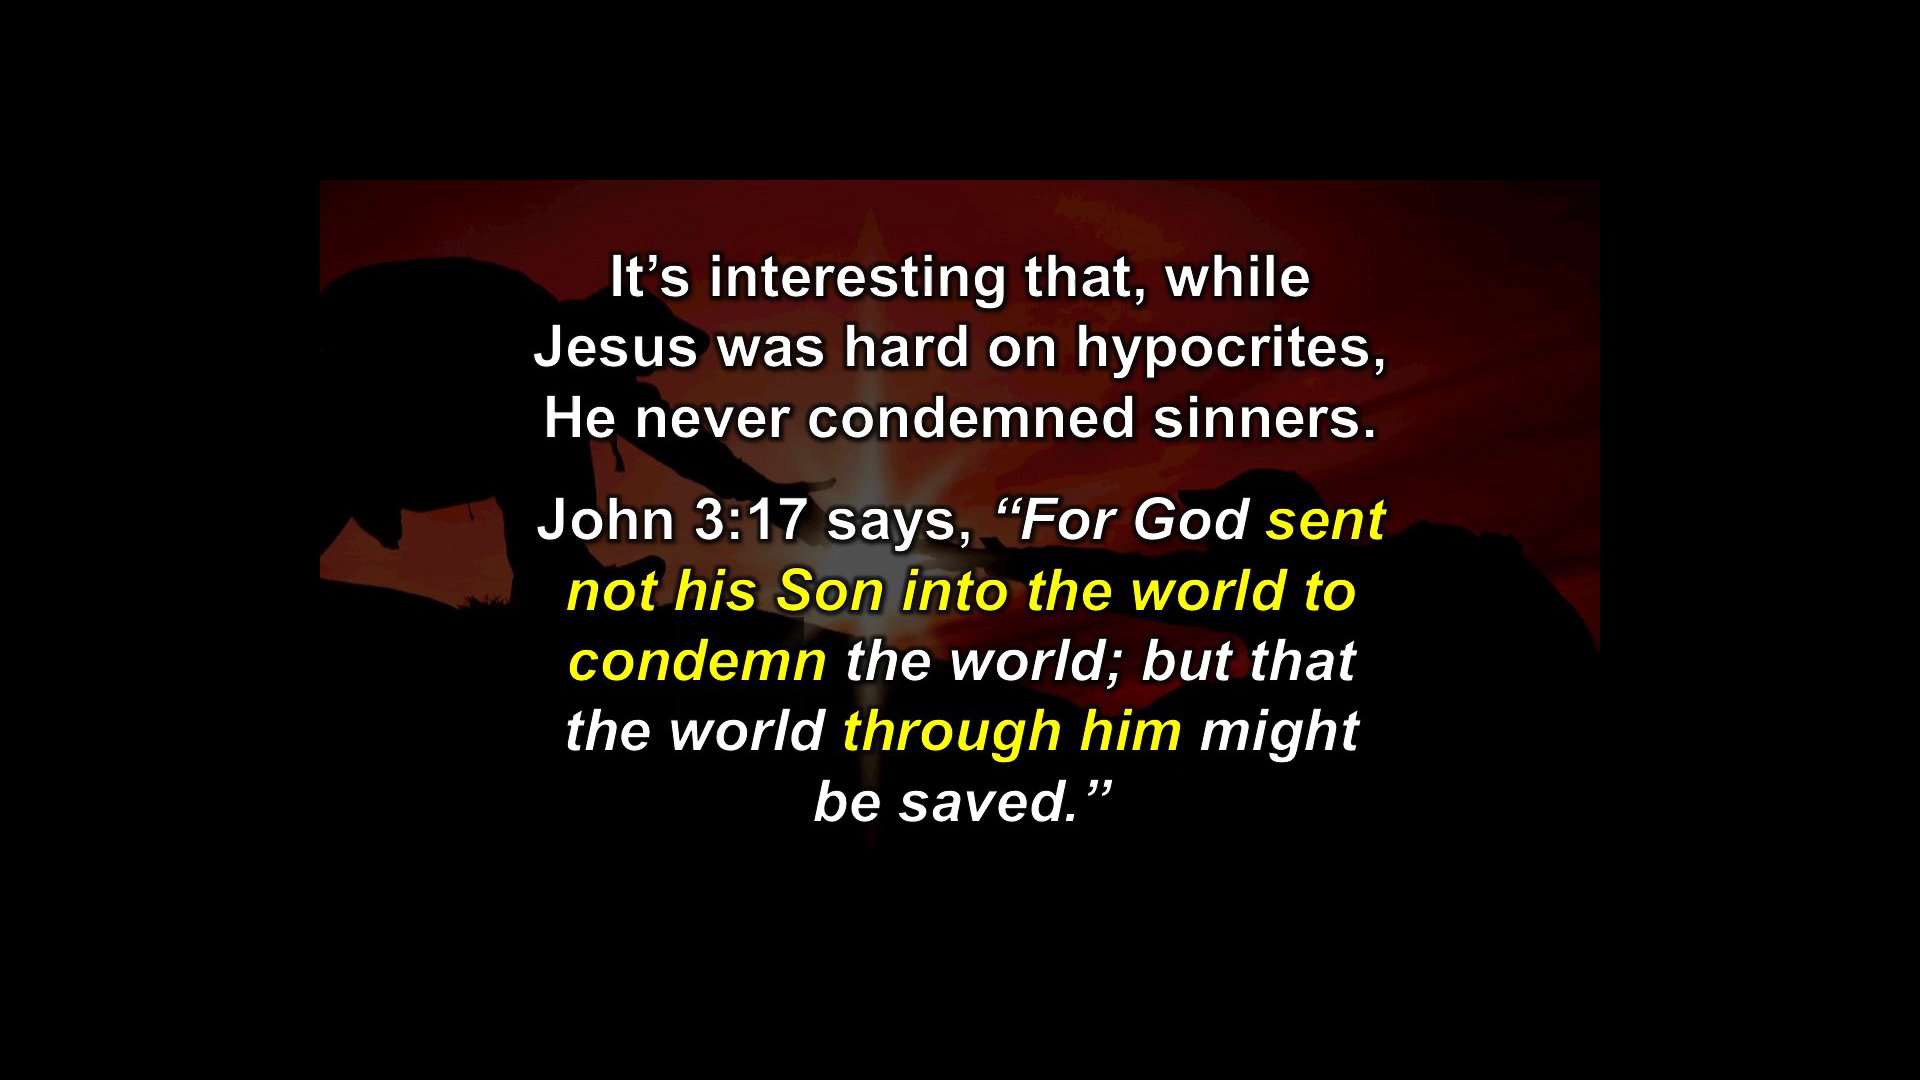 It’s interesting that, while
Jesus was hard on hypocrites,
He never condemned sinners.
John 3:17 says, “For God sent
not his Son into the world to
condemn the world; but that
the world through him might
be saved.”